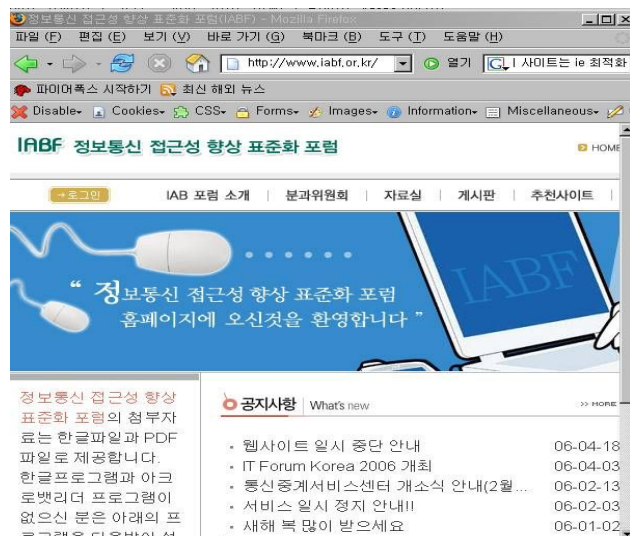 정보통신 접근성 향상 표준화 포럼(IABF) - Mozilla Firefox
파일 (F) 편집 (E) 보기 (V) 바로 가기 (G) 북마크 (B) 도구 (T) 도움말 (H)
http://www.iabf.or.kr/ 열기 G 사이트는 ie 최적화
파이어폭스 시작하기 최신 해외 뉴스
Disable Cookies CSS Forms Images Information Miscellaneous
IABF 정보통신 접근성 향상 표준화 포럼 HOME
로그인 IAB 포럼 소개 | 분과위원회 | 자료실 | 게시판 | 추천사이트 |
IABF
“ 정보통신 접근성 향상 표준화 포럼
홈페이지에 오신것을 환영합니다 ”
정보통신 접근성 향상
표준화 포럼의 첨부자
료는 한글파일과 PDF
파일로 제공합니다.
한글프로그램과 아크
로뱃리더 프로그램이
없으신 분은 아래의 프
공지사항 What's new >> MORE
웹사이트 일시 중단 안내 06-04-18
IT Forum Korea 2006 개최 06-04-03
통신중계서비스센터 개소식 안내(2월... 06-02-13
서비스 일시 정지 안내!! 06-02-03
새해 복 많이 받으세요 06-01-02